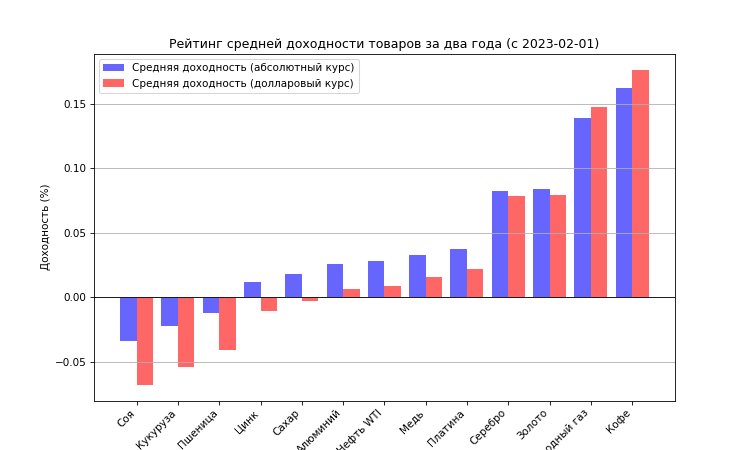 Рейтинг средней доходности товаров за два года (с 2023-02-01)
Средняя доходность (абсолютный курс)
Средняя доходность (долларовый курс)
Доходность (%)
0.15
0.10
0.05
0.00
−0.05
Соя
Кукуруза
Пшеница
Цинк
Сахар
Алюминий
Нефть WTI
Медь
Платина
Серебро
Золото
одный газ
Кофе